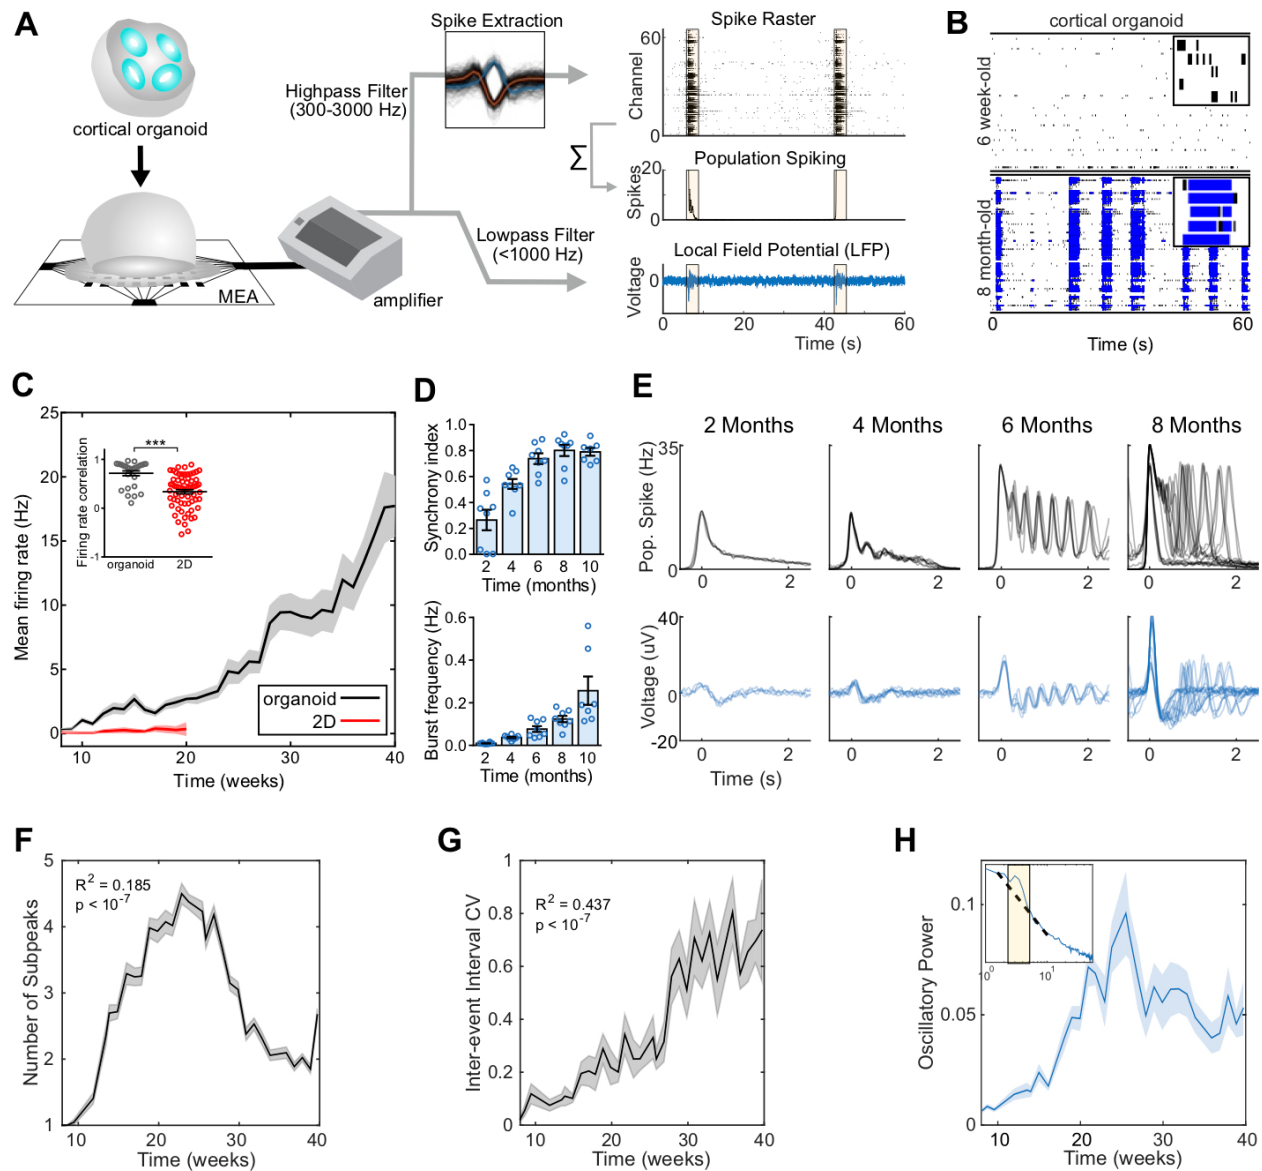 A
cortical organoid
MEA
amplifier
Highpass Filter
(300-3000 Hz)
Lowpass Filter
(<1000 Hz)
Spike Extraction
Σ
Spike Raster
Channel
60
0
Population Spiking
Spikes
20
0
Local Field Potential (LFP)
Voltage
0
0 20 40 60
Time (s)
B
cortical organoid
6 week-old
8 month-old
0 60
Time (s)
C
Mean firing rate (Hz)
25
20
15
10
5
0
10 20 30 40
Time (weeks)
Firing rate correlation
1
0
-1
***
organoid 2D
organoid
2D
D
Synchrony index
1.0
0.8
0.6
0.4
0.2
0.0
2 4 6 8 10
Time (months)
Burst frequency (Hz)
0.6
0.4
0.2
0.0
2 4 6 8 10
Time (months)
E
2 Months 4 Months 6 Months 8 Months
Pop. Spike (Hz)
35
0
0 2 0 2 0 2 0 2
Voltage (uV)
40
0
-20
0 2 0 2 0 2 0 2
Time (s)
F
Number of Subpeaks
5
4
3
2
1
R² = 0.185
p < 10⁻⁷
10 20 30 40
Time (weeks)
G
Inter-event Interval CV
1
0.8
0.6
0.4
0.2
0
R² = 0.437
p < 10⁻⁷
10 20 30 40
Time (weeks)
H
Oscillatory Power
0.1
0.05
0
10⁰ 10¹
10 20 30 40
Time (weeks)